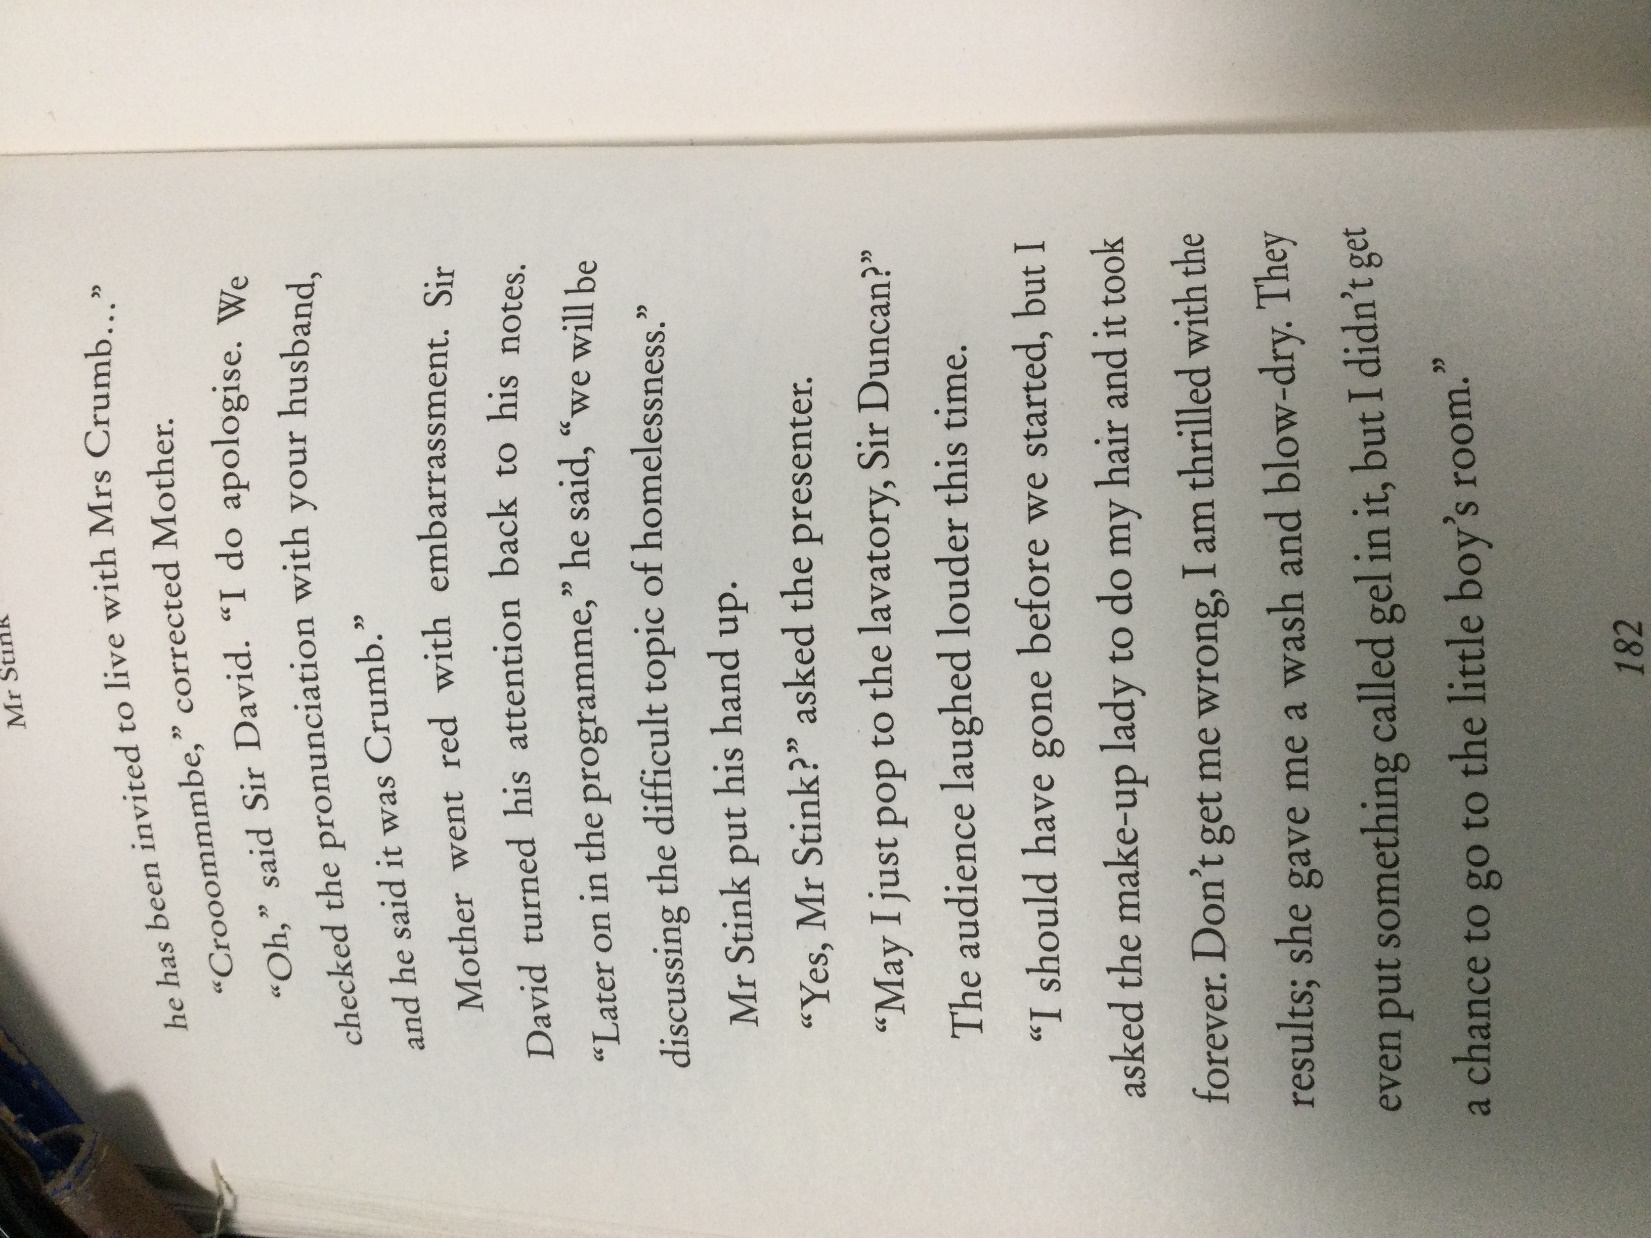 Mr Stink
he has been invited to live with Mrs Crumb…”
“Crooommmbe,” corrected Mother.
“Oh,” said Sir David. “I do apologise. We
checked the pronunciation with your husband,
and he said it was Crumb.”
Mother went red with embarrassment. Sir
David turned his attention back to his notes.
“Later on in the programme,” he said, “we will be
discussing the difficult topic of homelessness.”
Mr Stink put his hand up.
“Yes, Mr Stink?” asked the presenter.
“May I just pop to the lavatory, Sir Duncan?”
The audience laughed louder this time.
“I should have gone before we started, but I
asked the make-up lady to do my hair and it took
forever. Don’t get me wrong, I am thrilled with the
results; she gave me a wash and blow-dry. They
even put something called gel in it, but I didn’t get
a chance to go to the little boy’s room.”
182